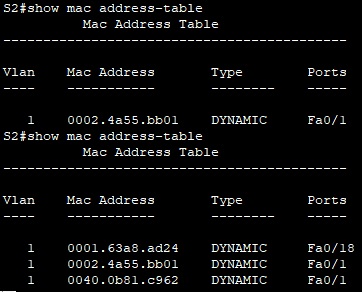 S2#show mac address-table
Mac Address Table
-------------------------------------------
Vlan Mac Address Type Ports
---- ----------- -------- -----
1 0002.4a55.bb01 DYNAMIC Fa0/1
S2#show mac address-table
Mac Address Table
-------------------------------------------
Vlan Mac Address Type Ports
---- ----------- -------- -----
1 0001.63a8.ad24 DYNAMIC Fa0/18
1 0002.4a55.bb01 DYNAMIC Fa0/1
1 0040.0b81.c962 DYNAMIC Fa0/1